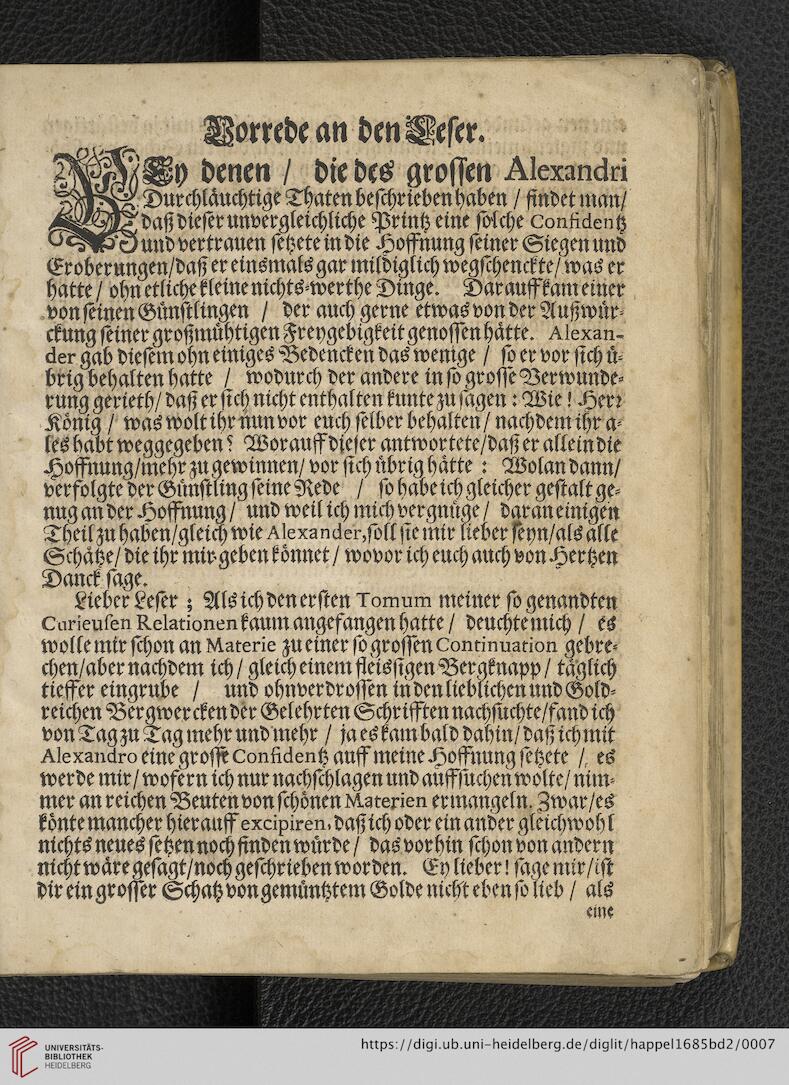 Vorrede an den Leser.
BEy denen / die des grossen Alexandri
Durchläuchtige Thaten beschrieben haben / findet man/
daß dieser unvergleichliche Printz eine solche Confidentz
und vertrauen setzete in die Hoffnung seiner Siegen und
Eroberungen/daß er einsmals gar mildiglich wegschenckte/ was er
hatte / ohn etliche kleine nichts-werthe Dinge. Darauff kam einer
von seinen Günstlingen / der auch gerne etwas von der Außwür-
ckung seiner großmühtigen Freygebigkeit genossen hätte. Alexan-
der gab diesem ohn einiges Bedencken das wenige / so er vor sich ü-
brig behalten hatte / wodurch der andere in so grosse Verwunde-
rung gerieth/ daß er sich nicht enthalten kunte zu sagen : Wie ! Herr
König / was wolt ihr nun vor euch selber behalten / nachdem ihr a-
les habt weggegeben? Worauff dieser antwortete/daß er allein die
Hoffnung/mehr zu gewinnen/ vor sich übrig hätte : Wolan dann/
verfolgte der Günstling seine Rede / so habe ich gleicher gestalt ge-
nug an der Hoffnung/ und weil ich mich vergnüge / daran einigen
Theil zu haben/gleich wie Alexander, soll sie mir lieber seyn/als alle
Schätze/ die ihr mir geben könnet / wovor ich euch auch von Hertzen
Danck sage.
Lieber Leser ; Als ich den ersten Tomum meiner so genandten
Curieusen Relationen kaum angefangen hatte / deuchte mich / es
wolle mir schon an Materie zu einer so grossen Continuation gebre-
chen/aber nachdem ich / gleich einem fleissigen Bergknapp / täglich
tieffer eingrube / und ohnverdrossen in den lieblichen und Gold-
reichen Bergwercken der Gelehrten Schrifften nachsuchte/fand ich
von Tag zu Tag mehr und mehr / ja es kam bald dahin/ daß ich mit
Alexandro eine grosse Confidentz auff meine Hoffnung setzete / es
werde mir/ wofern ich nur nachschlagen und auffsuchen wolte/ nim-
mer an reichen Beuten von schönen Materien ermangeln. Zwar/es
könte mancher hierauff excipiren, daß ich oder ein ander gleichwohl
nichts neues setzen noch finden würde / das vorhin schon von andern
nicht wäre gesagt/noch geschrieben worden. Ey lieber! sage mir/ist
dir ein grosser Schatz von gemüntztem Golde nicht eben so lieb / als
eine
UNIVERSITÄTS-
BIBLIOTHEK
HEIDELBERG
https://digi.ub.uni-heidelberg.de/diglit/happel1685bd2/0007